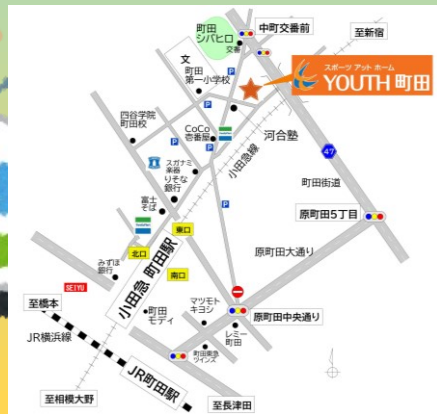 町田
シバヒロ
交番
中町交番前
至新宿
文
町田
第一小学校
P
スポーツ アット ホーム
YOUTH 町田
四谷学院
町田校
P
CoCo
壱番屋
河合塾
小田急線
47
町田街道
スガナミ
楽器
りそな
銀行
富士
そば
P
原町田5丁目
東口
北口
原町田大通り
みずほ
銀行
小田急 町田駅
南口
SEIYU
至橋本
マツモト
キヨシ
原町田中央通り
町田
モディ
レミー
町田
JR横浜線
町田東急
ツインズ
JR町田駅
至相模大野
至長津田